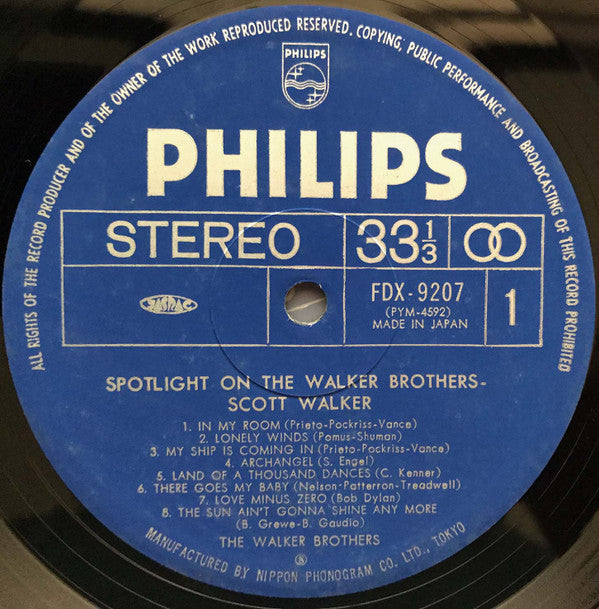 ALL RIGHTS OF THE RECORD PRODUCER AND OF THE OWNER OF THE WORK REPRODUCED RESERVED. COPYING, PUBLIC PERFORMANCE AND BROADCASTING OF THIS RECORD PROHIBITED
PHILIPS
PHILIPS
STEREO 33 1/3
JASRAC FDX-9207 1
(PYM-4592)
MADE IN JAPAN
SPOTLIGHT ON THE WALKER BROTHERS-
SCOTT WALKER
1. IN MY ROOM (Prieto-Pockriss-Vance)
2. LONELY WINDS (Pomus-Shuman)
3. MY SHIP IS COMING IN (Prieto-Pockriss-Vance)
4. ARCHANGEL (S. Engel)
5. LAND OF A THOUSAND DANCES (C. Kenner)
6. THERE GOES MY BABY (Nelson-Patterron-Treadwell)
7. LOVE MINUS ZERO (Bob Dylan)
8. THE SUN AIN'T GONNA SHINE ANY MORE
(B. Grewe-B. Gaudio)
THE WALKER BROTHERS
MANUFACTURED BY NIPPON PHONOGRAM CO. LTD., TOKYO